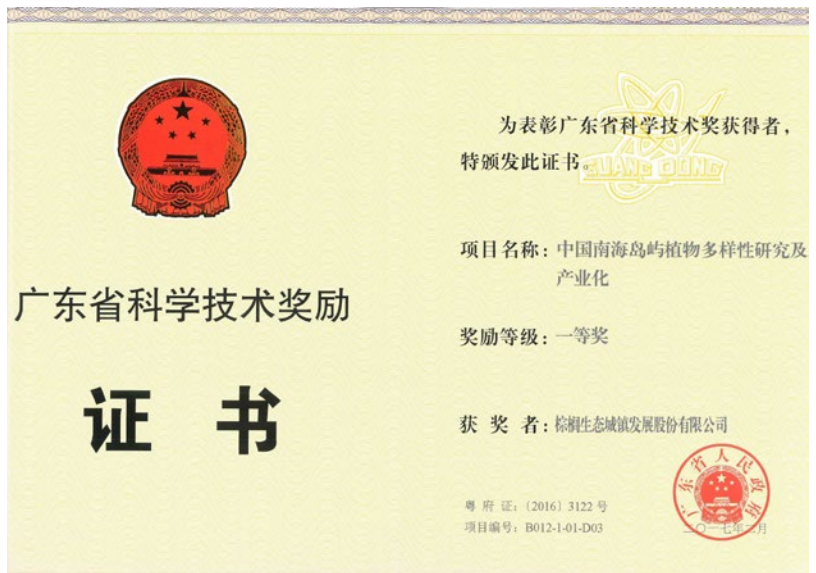 广东省科学技术奖励
证 书
为表彰广东省科学技术奖获得者，
特颁发此证书。
GUANG DONG
项目名称：中国南海岛屿植物多样性研究及
产业化
奖励等级：一等奖
获 奖 者：棕榈生态城镇发展股份有限公司
粤 府 证：〔2016〕3122 号
项目编号：B012-1-01-D03
广东省人民政府
二〇一七年二月